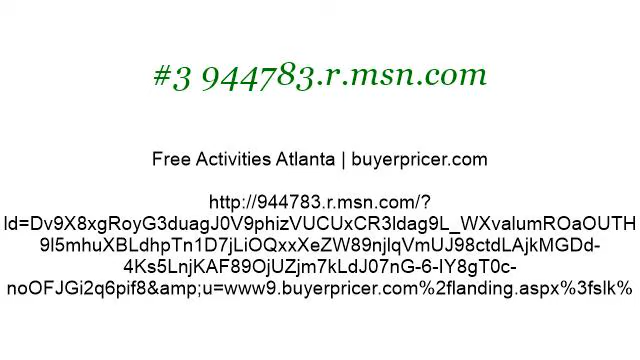 #3 944783.r.msn.com
Free Activities Atlanta | buyerpricer.com
http://944783.r.msn.com/?
ld=Dv9X8xgRoyG3duagJ0V9phizVUCUxCR3ldag9L_WXvalumROaOUTH
9l5mhuXBLdhpTn1D7jLiOQxxXeZW89njlqVmUJ98ctdLAjkMGDd-
4Ks5LnjKAF89OjUZjm7kLdJ07nG-6-IY8gT0c-
noOFJGi2q6pif8&amp;u=www9.buyerpricer.com%2flanding.aspx%3fslk%